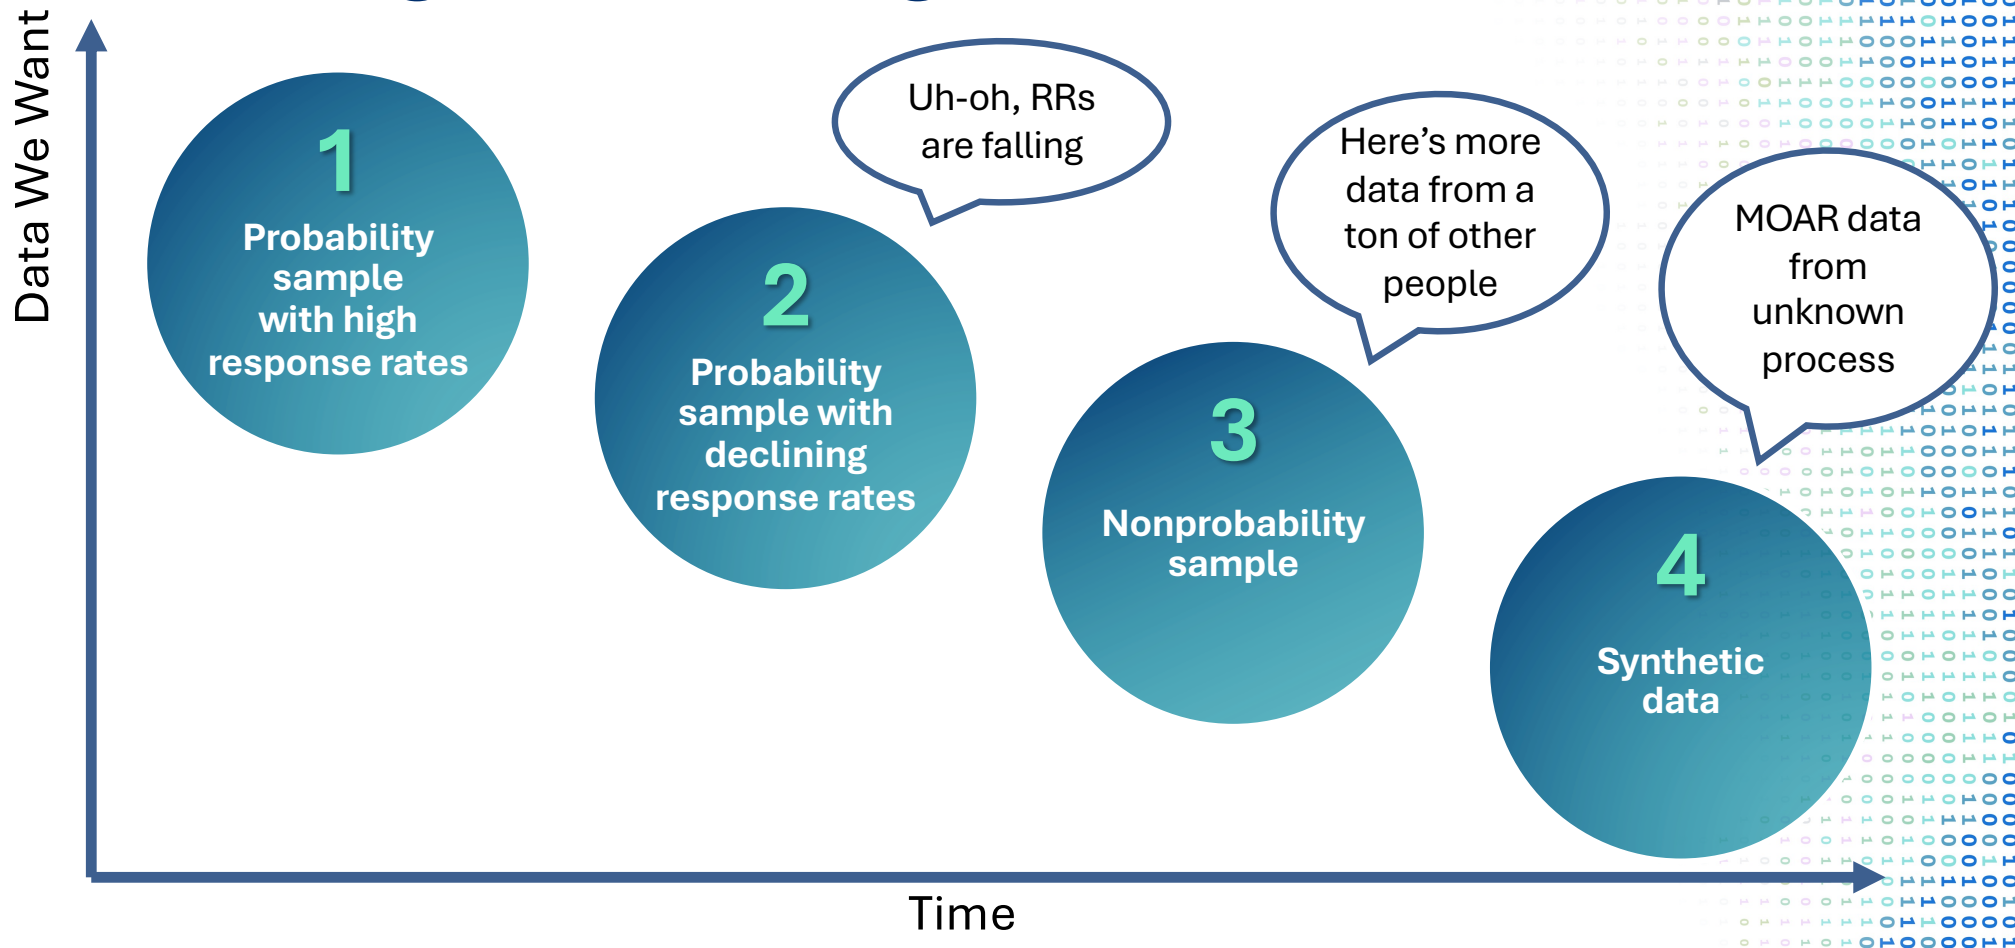 Data We Want
1
Probability
sample
with high
response rates
Uh-oh, RRs
are falling
2
Probability
sample with
declining
response rates
Here’s more
data from a
ton of other
people
3
Nonprobability
sample
MOAR data
from
unknown
process
4
Synthetic
data
Time